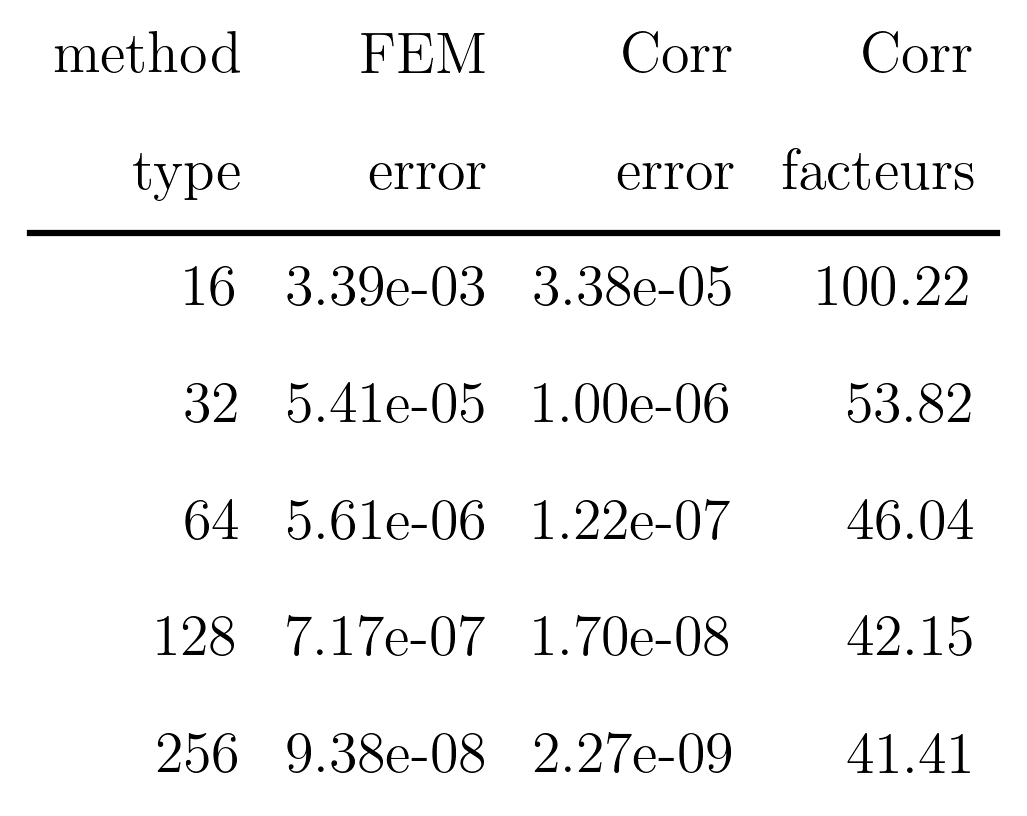 method FEM Corr Corr
type error error facteurs
16 3.39e-03 3.38e-05 100.22
32 5.41e-05 1.00e-06 53.82
64 5.61e-06 1.22e-07 46.04
128 7.17e-07 1.70e-08 42.15
256 9.38e-08 2.27e-09 41.41